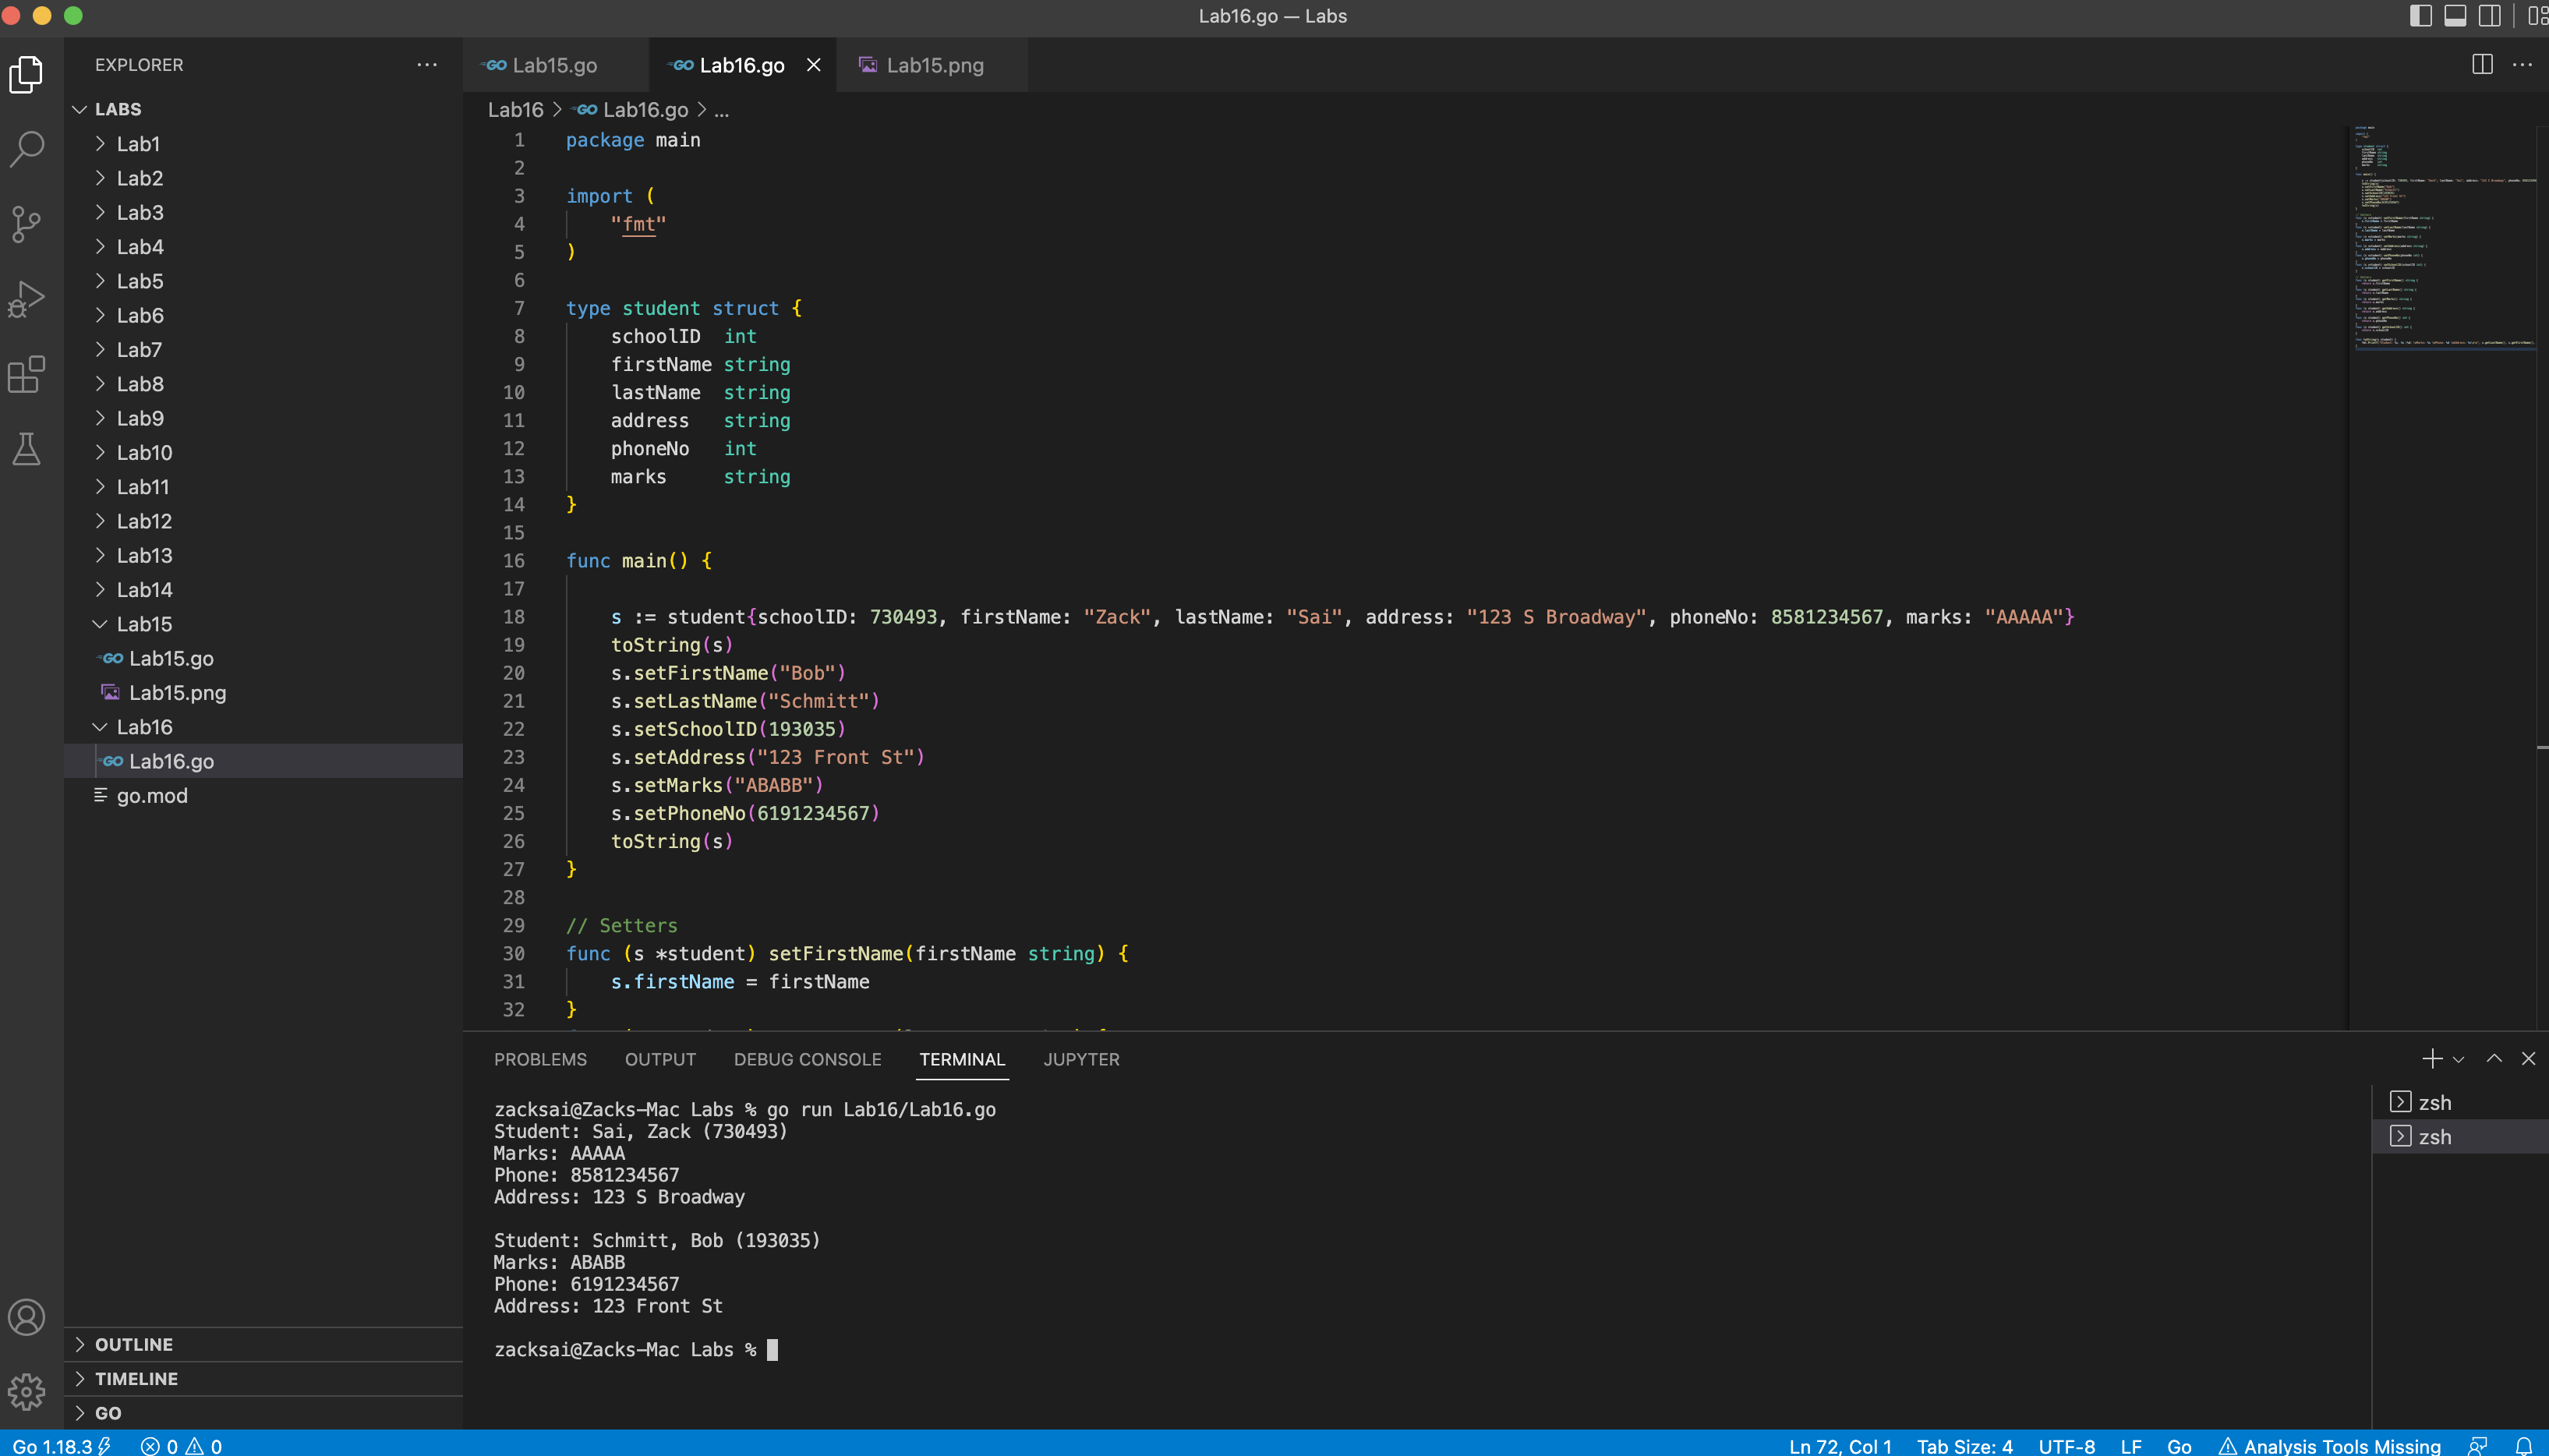 Lab16.go — Labs
EXPLORER
LABS
Lab1
Lab2
Lab3
Lab4
Lab5
Lab6
Lab7
Lab8
Lab9
Lab10
Lab11
Lab12
Lab13
Lab14
Lab15
GO Lab15.go
Lab15.png
Lab16
GO Lab16.go
go.mod
OUTLINE
TIMELINE
GO
GO Lab15.go
GO Lab16.go
Lab15.png
Lab16 > GO Lab16.go > ...
1 package main
2
3 import (
4 "fmt"
5 )
6
7 type student struct {
8 schoolID int
9 firstName string
10 lastName string
11 address string
12 phoneNo int
13 marks string
14 }
15
16 func main() {
17
18 s := student{schoolID: 730493, firstName: "Zack", lastName: "Sai", address: "123 S Broadway", phoneNo: 8581234567, marks: "AAAAA"}
19 toString(s)
20 s.setFirstName("Bob")
21 s.setLastName("Schmitt")
22 s.setSchoolID(193035)
23 s.setAddress("123 Front St")
24 s.setMarks("ABABB")
25 s.setPhoneNo(6191234567)
26 toString(s)
27 }
28
29 // Setters
30 func (s *student) setFirstName(firstName string) {
31 s.firstName = firstName
32 }
PROBLEMS OUTPUT DEBUG CONSOLE TERMINAL JUPYTER
zacksai@Zacks-Mac Labs % go run Lab16/Lab16.go
Student: Sai, Zack (730493)
Marks: AAAAA
Phone: 8581234567
Address: 123 S Broadway
Student: Schmitt, Bob (193035)
Marks: ABABB
Phone: 6191234567
Address: 123 Front St
zacksai@Zacks-Mac Labs %
zsh
zsh
Go 1.18.3 0 0 Ln 72, Col 1 Tab Size: 4 UTF-8 LF Go Analysis Tools Missing